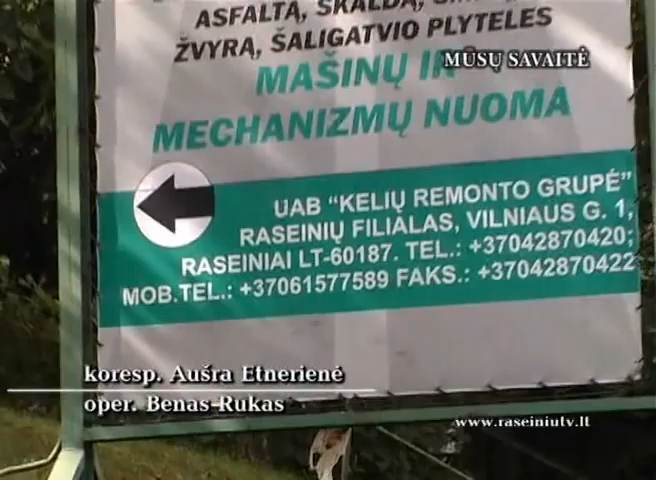 ASFALTĄ, SKALDĄ,
ŽVYRĄ, ŠALIGATVIO PLYTELES
MŪSŲ SAVAITĖ
MAŠINŲ IR
MECHANIZMŲ NUOMA
UAB "KELIŲ REMONTO GRUPĖ"
RASEINIŲ FILIALAS, VILNIAUS G. 1,
RASEINIAI LT-60187. TEL.: +37042870420;
MOB.TEL.: +37061577589 FAKS.: +37042870422
koresp. Aušra Etnerienė
oper. Benas Rukas
www.raseiniutv.lt